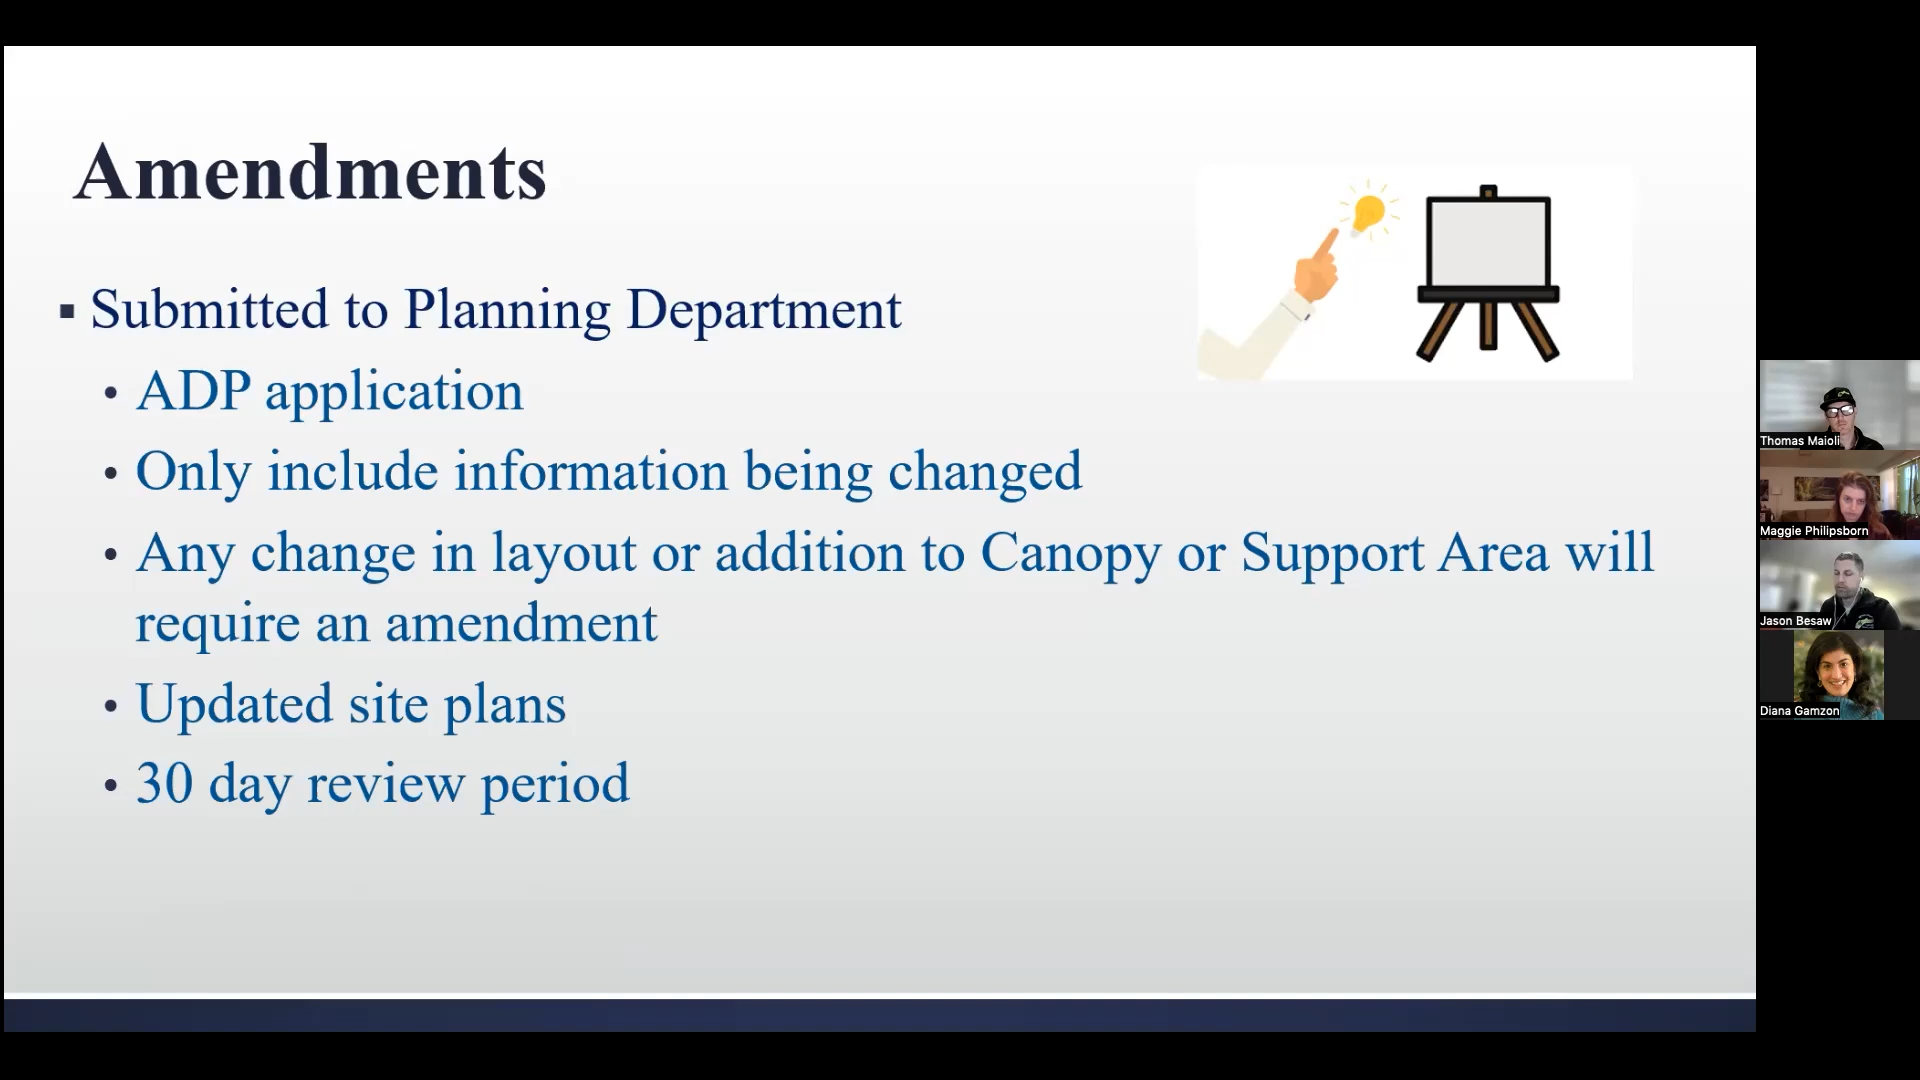 Amendments
Submitted to Planning Department
ADP application
Only include information being changed
Any change in layout or addition to Canopy or Support Area will
require an amendment
Updated site plans
30 day review period
Thomas Maioli
Maggie Philipsborn
Jason Besaw
Diana Gamzon